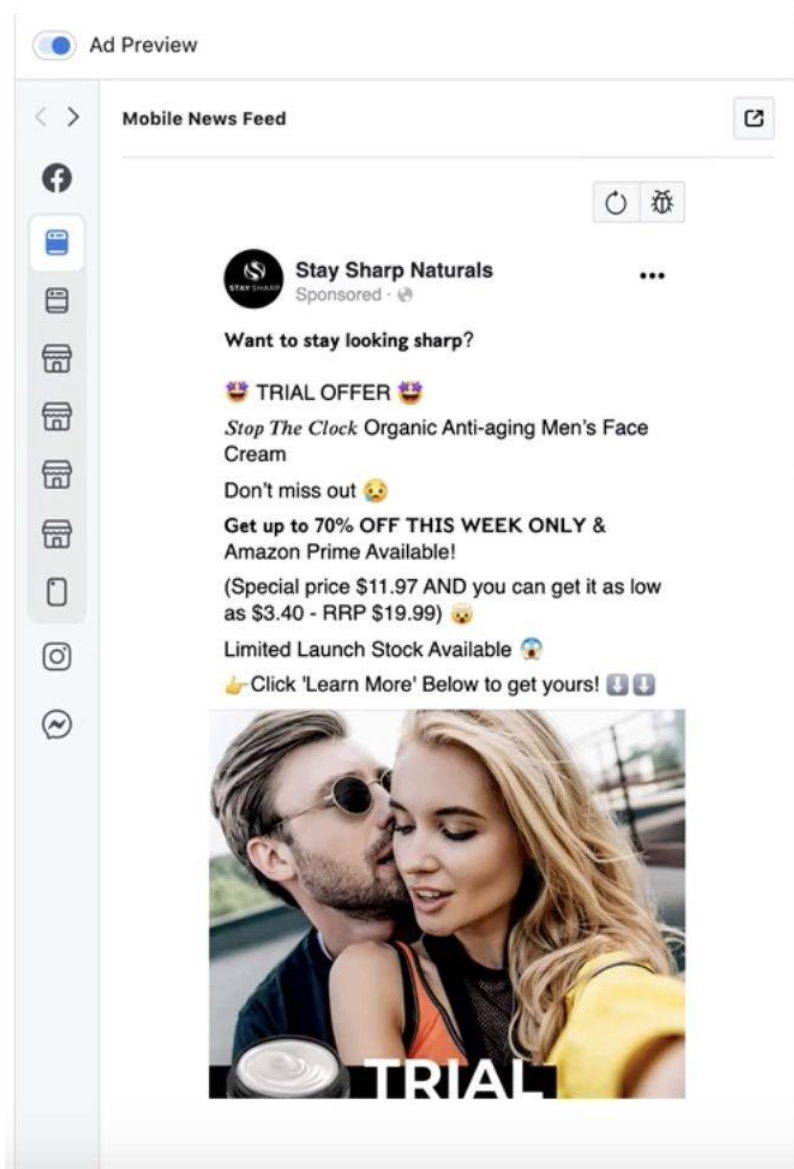 Ad Preview
Mobile News Feed
STAY SHARP
Stay Sharp Naturals
Sponsored ·
Want to stay looking sharp?
🤩 TRIAL OFFER 🤩
Stop The Clock Organic Anti-aging Men's Face
Cream
Don't miss out 😢
Get up to 70% OFF THIS WEEK ONLY &
Amazon Prime Available!
(Special price $11.97 AND you can get it as low
as $3.40 - RRP $19.99) 🤯
Limited Launch Stock Available 😱
👉Click 'Learn More' Below to get yours! ⬇️⬇️
TRIAL